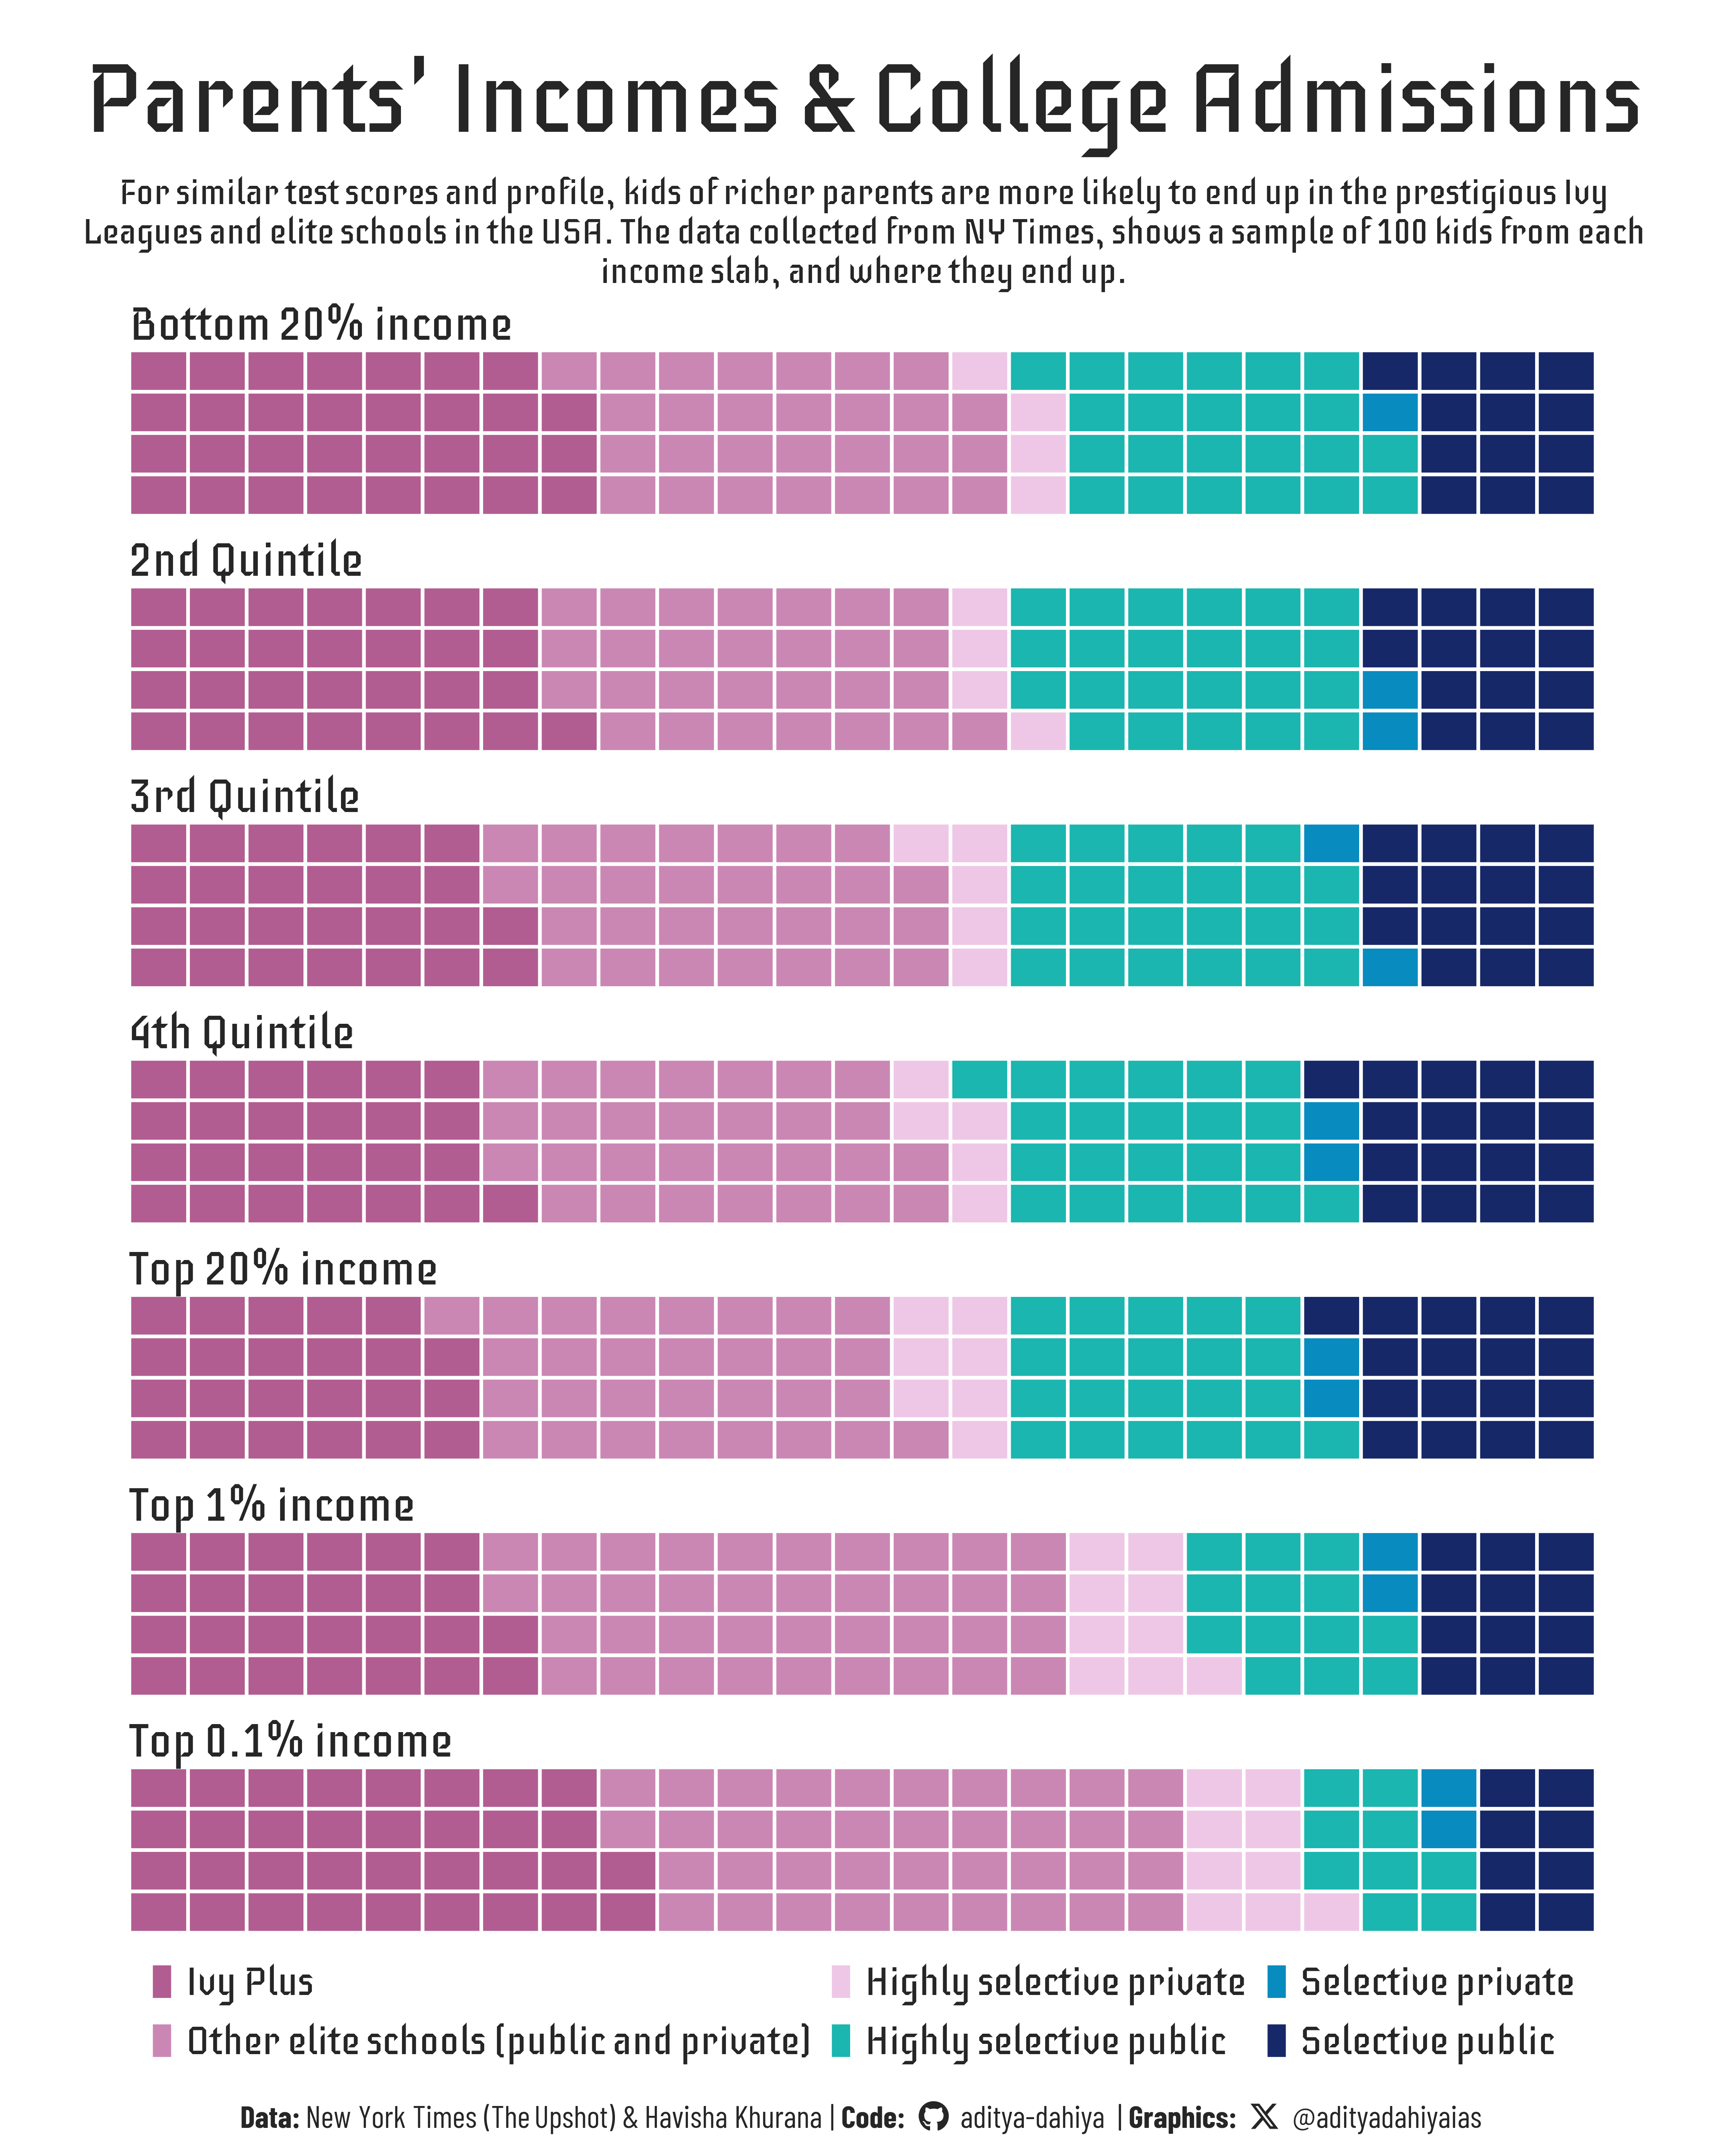 Parents' Incomes & College Admissions
For similar test scores and profile, kids of richer parents are more likely to end up in the prestigious Ivy
Leagues and elite schools in the USA. The data collected from NY Times, shows a sample of 100 kids from each
income slab, and where they end up.
Bottom 20% income
2nd Quintile
3rd Quintile
4th Quintile
Top 20% income
Top 1% income
Top 0.1% income
Ivy Plus
Other elite schools (public and private)
Highly selective private
Highly selective public
Selective private
Selective public
Data: New York Times (The Upshot) & Havisha Khurana | Code: aditya-dahiya | Graphics: @adityadahiyaias